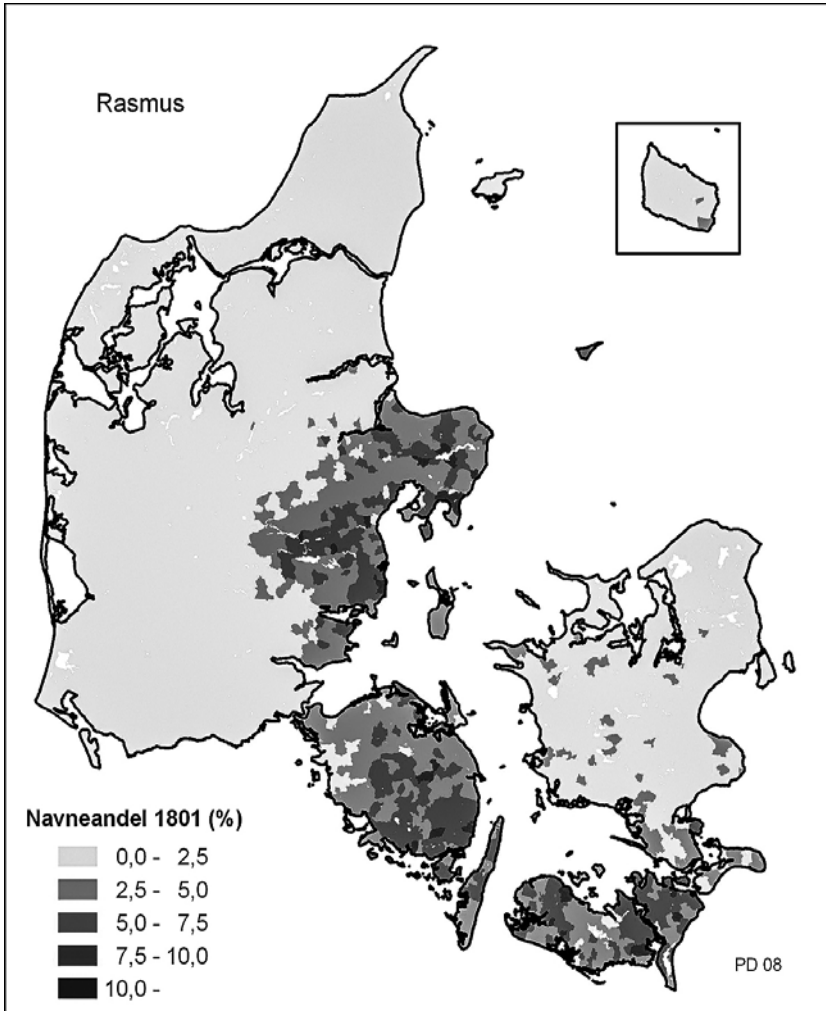 Rasmus
Navneandel 1801 (%)
0,0 - 2,5
2,5 - 5,0
5,0 - 7,5
7,5 - 10,0
10,0 -
PD 08